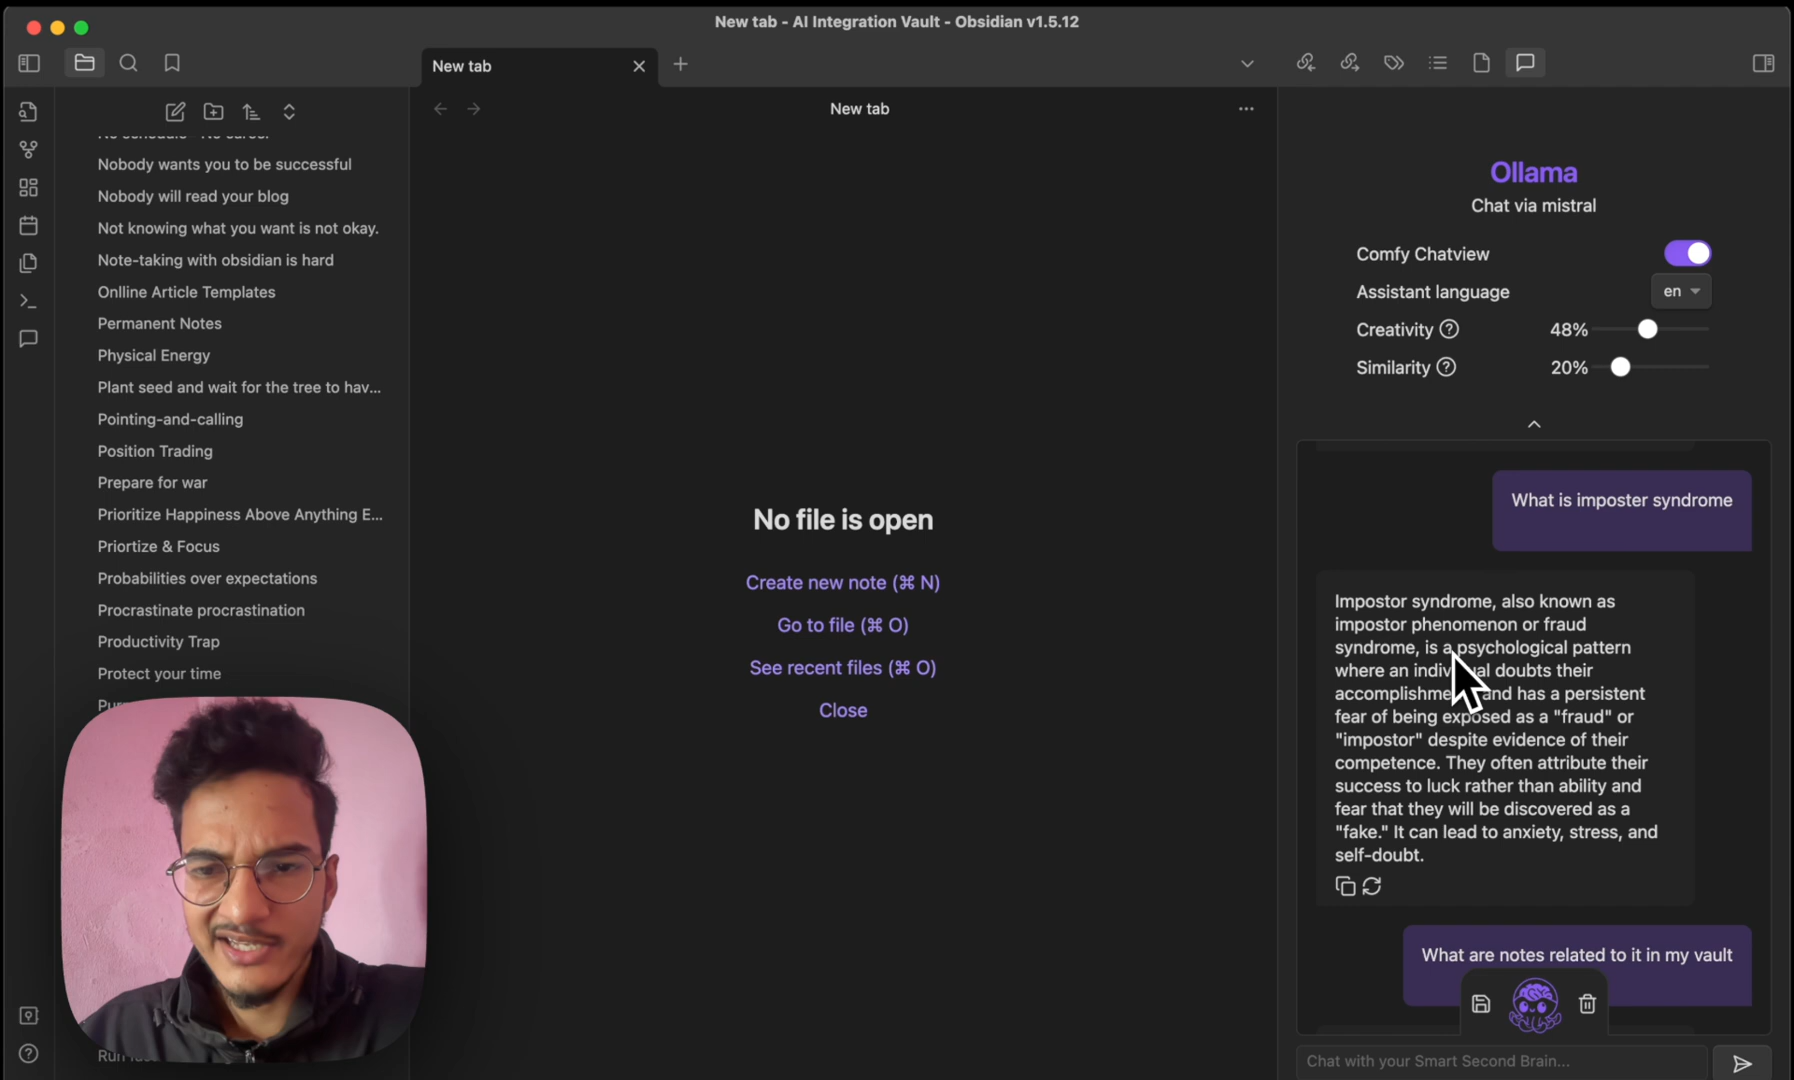 New tab - AI Integration Vault - Obsidian v1.5.12
New tab
New tab
Nobody wants you to be successful
Nobody will read your blog
Not knowing what you want is not okay.
Note-taking with obsidian is hard
Onlline Article Templates
Permanent Notes
Physical Energy
Plant seed and wait for the tree to hav...
Pointing-and-calling
Position Trading
Prepare for war
Prioritize Happiness Above Anything E...
Priortize & Focus
Probabilities over expectations
Procrastinate procrastination
Productivity Trap
Protect your time
No file is open
Create new note (⌘ N)
Go to file (⌘ O)
See recent files (⌘ O)
Close
Ollama
Chat via mistral
Comfy Chatview
Assistant language en
Creativity 48%
Similarity 20%
What is imposter syndrome
Impostor syndrome, also known as
impostor phenomenon or fraud
syndrome, is a psychological pattern
where an doubts their
and has a persistent
fear of being exposed as a "fraud" or
"impostor" despite evidence of their
competence. They often attribute their
success to luck rather than ability and
fear that they will be discovered as a
"fake." It can lead to anxiety, stress, and
self-doubt.
What are notes related to it in my vault
Chat with your Smart Second Brain...